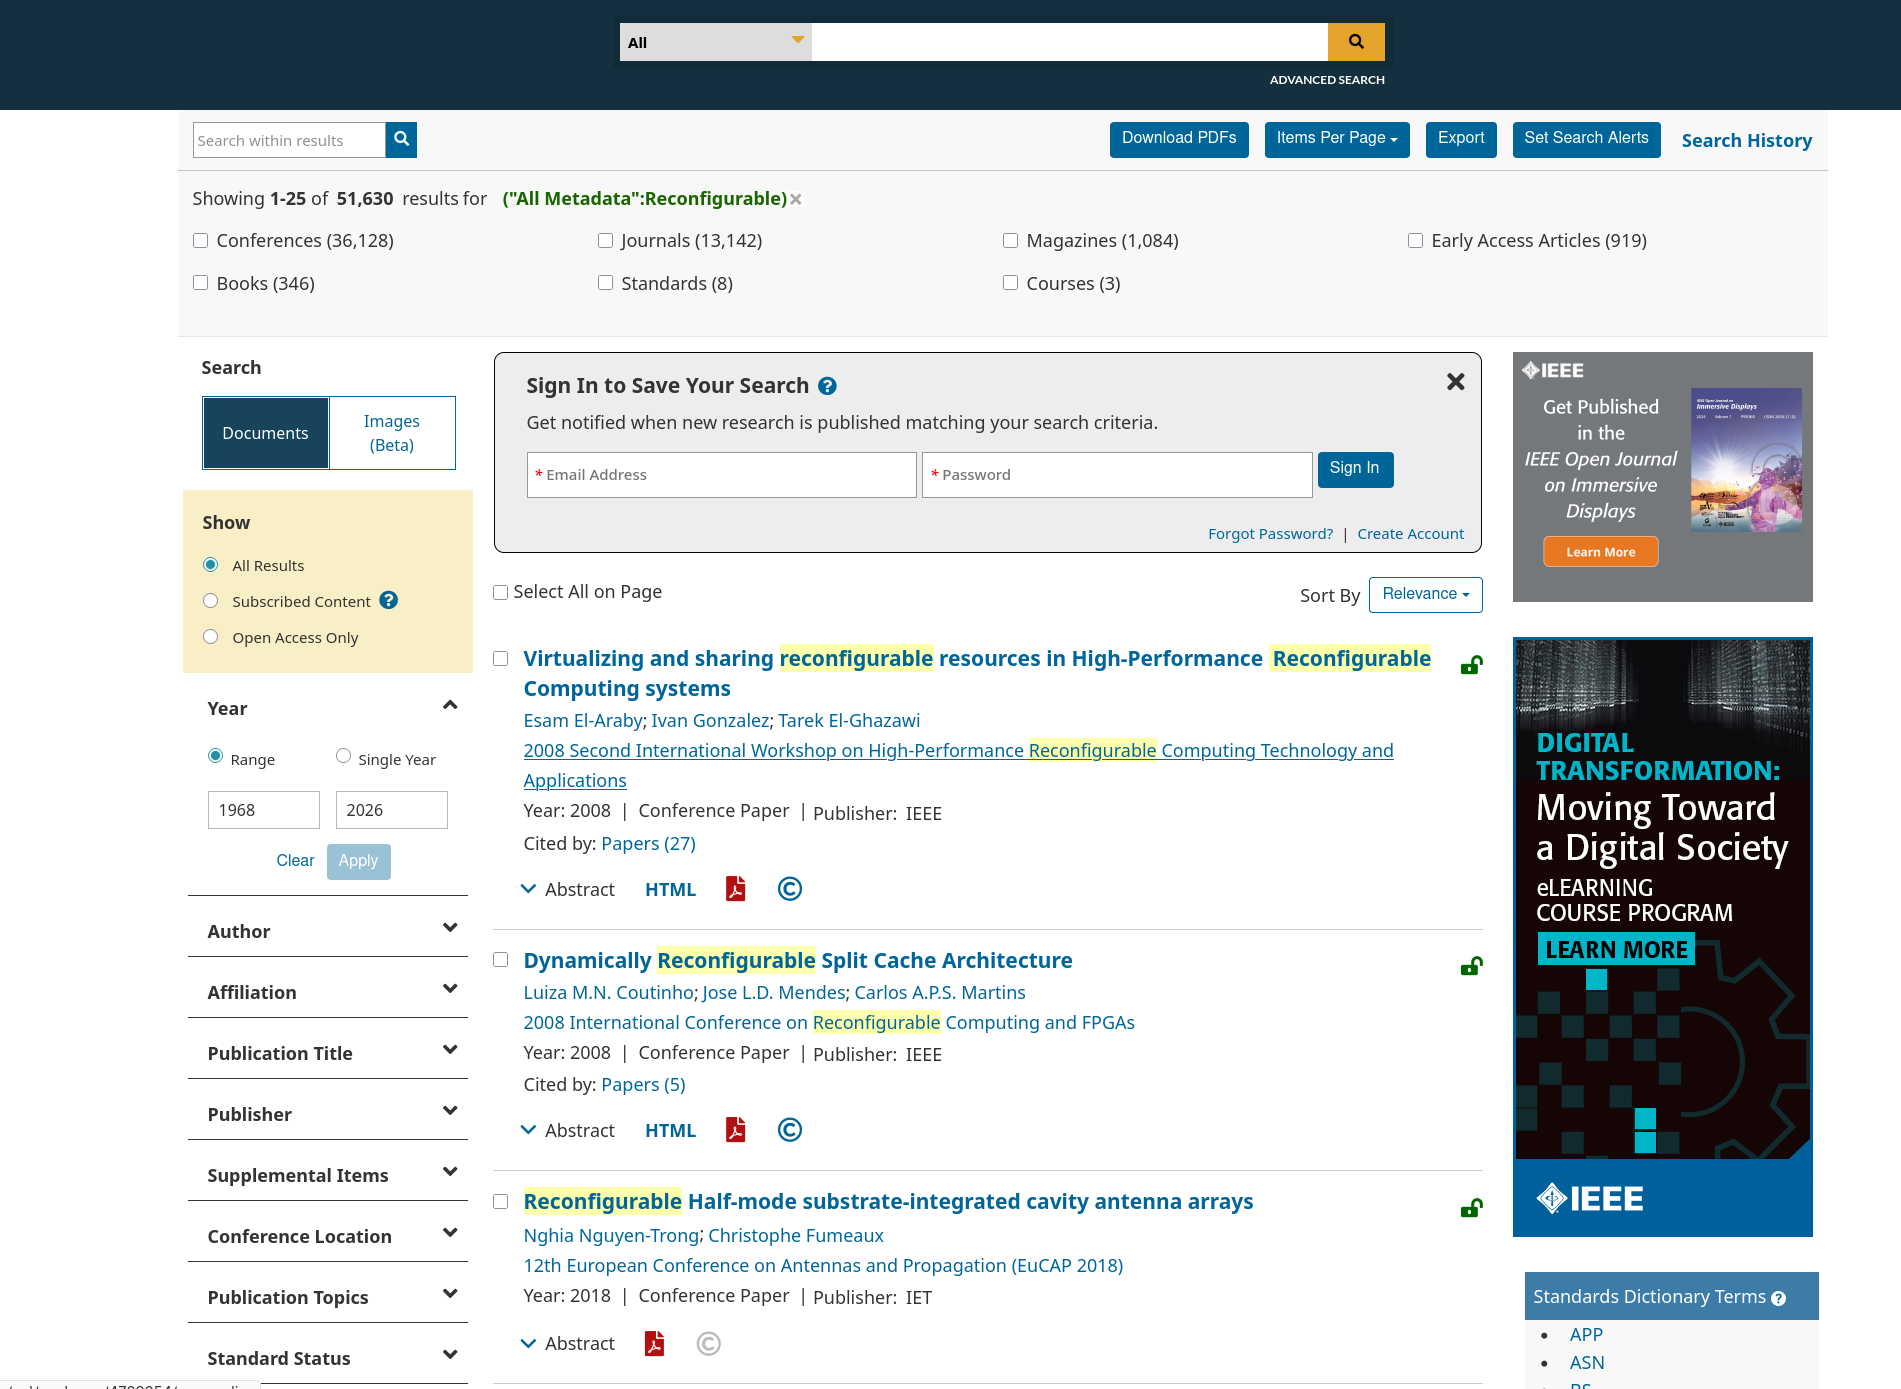 All
ADVANCED SEARCH
Search within results
Download PDFs
Items Per Page
Export
Set Search Alerts
Search History
Showing 1-25 of 51,630 results for ("All Metadata":Reconfigurable)
Conferences (36,128)
Journals (13,142)
Magazines (1,084)
Early Access Articles (919)
Books (346)
Standards (8)
Courses (3)
Search
Documents
Images
(Beta)
Show
All Results
Subscribed Content
Open Access Only
Year
Range
Single Year
1968
2026
Clear
Apply
Author
Affiliation
Publication Title
Publisher
Supplemental Items
Conference Location
Publication Topics
Standard Status
Sign In to Save Your Search
Get notified when new research is published matching your search criteria.
* Email Address
* Password
Sign In
Forgot Password? | Create Account
Select All on Page
Sort By
Relevance
Virtualizing and sharing reconfigurable resources in High-Performance Reconfigurable
Computing systems
Esam El-Araby; Ivan Gonzalez; Tarek El-Ghazawi
2008 Second International Workshop on High-Performance Reconfigurable Computing Technology and
Applications
Year: 2008 | Conference Paper | Publisher: IEEE
Cited by: Papers (27)
Abstract HTML
Dynamically Reconfigurable Split Cache Architecture
Luiza M.N. Coutinho; Jose L.D. Mendes; Carlos A.P.S. Martins
2008 International Conference on Reconfigurable Computing and FPGAs
Year: 2008 | Conference Paper | Publisher: IEEE
Cited by: Papers (5)
Abstract HTML
Reconfigurable Half-mode substrate-integrated cavity antenna arrays
Nghia Nguyen-Trong; Christophe Fumeaux
12th European Conference on Antennas and Propagation (EuCAP 2018)
Year: 2018 | Conference Paper | Publisher: IET
Abstract
IEEE
Get Published
in the
IEEE Open Journal
on Immersive
Displays
Learn More
Immersive Displays
DIGITAL
TRANSFORMATION:
Moving Toward
a Digital Society
eLEARNING
COURSE PROGRAM
LEARN MORE
IEEE
Standards Dictionary Terms
APP
ASN